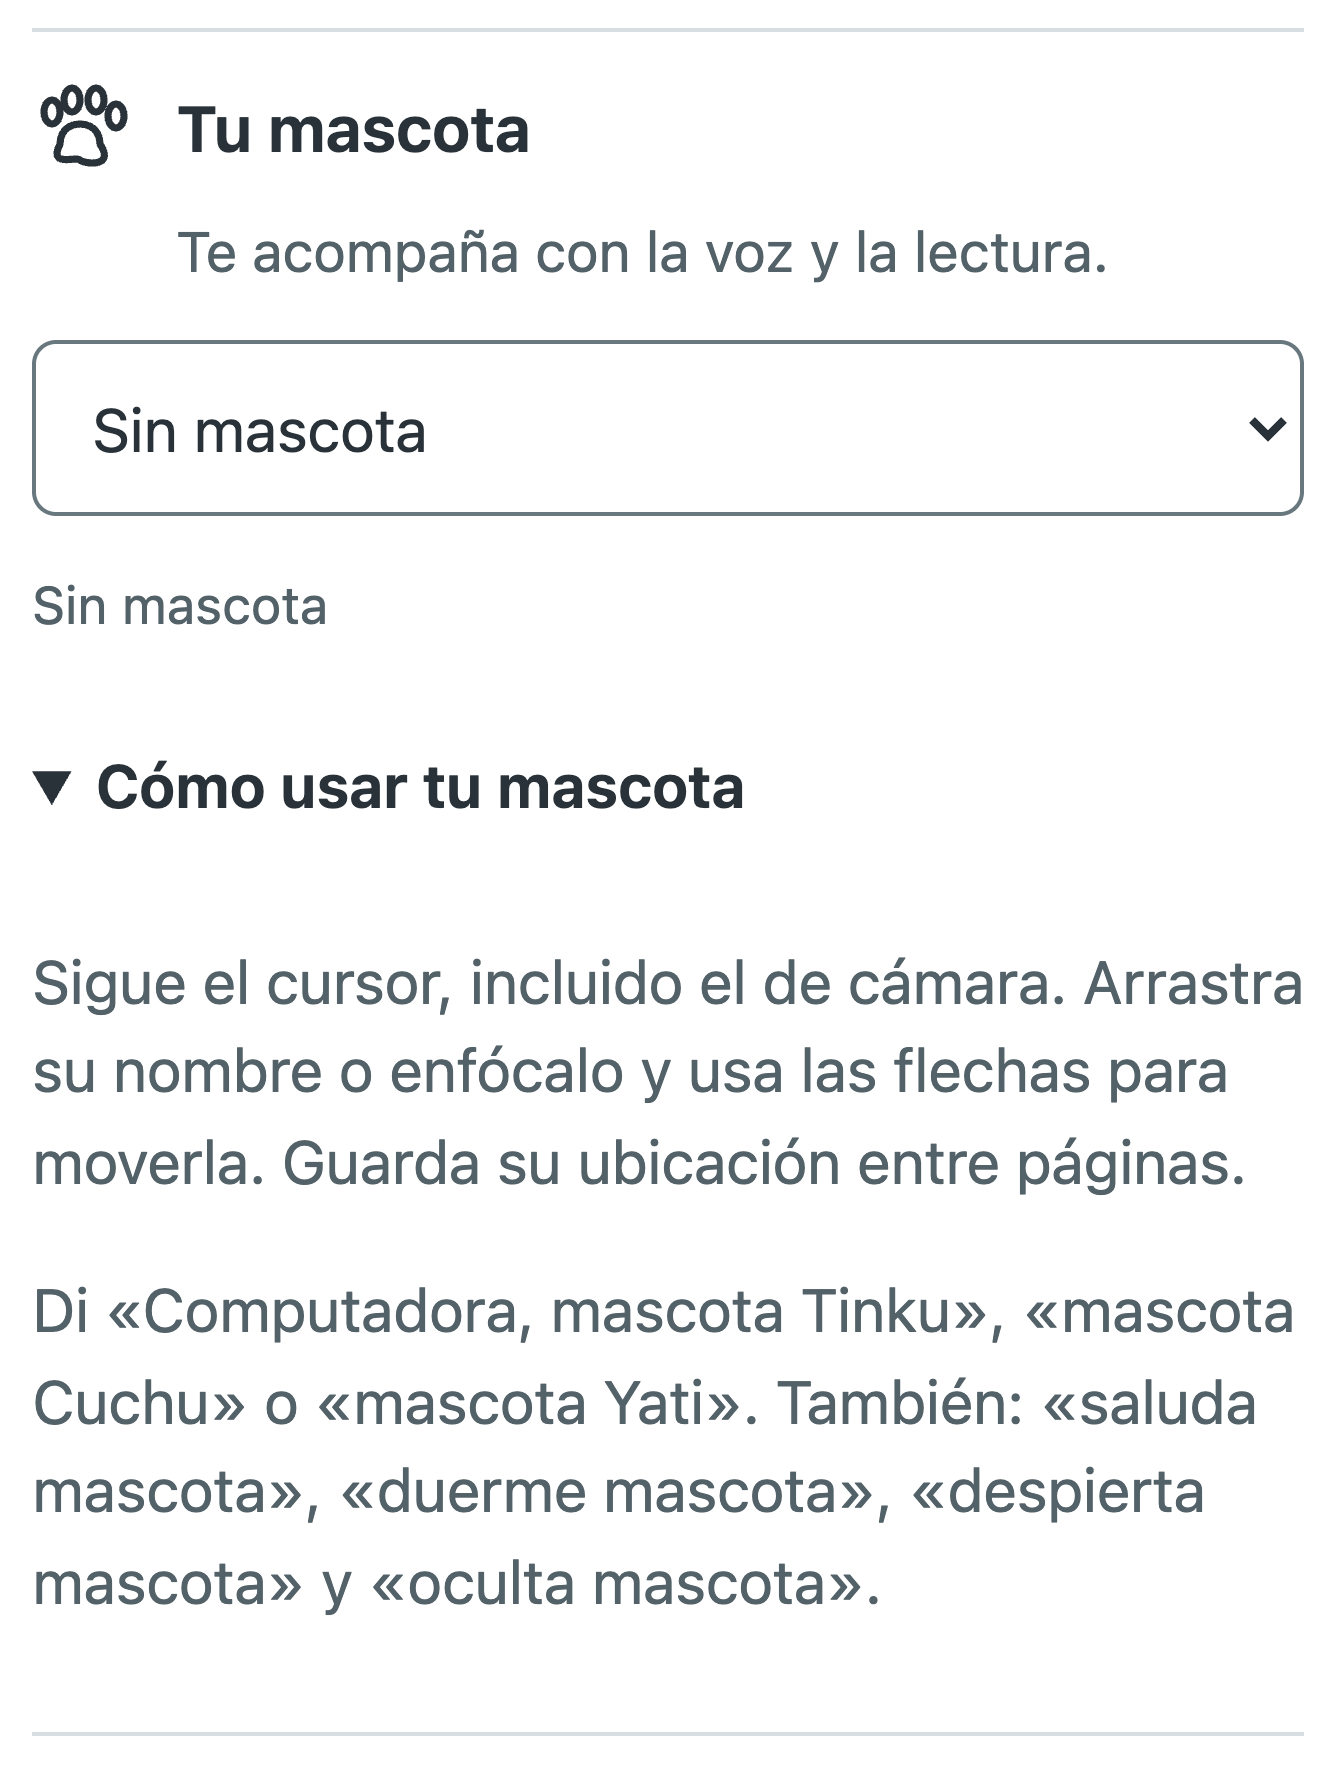 Tu mascota
Te acompaña con la voz y la lectura.
Sin mascota
Sin mascota
Cómo usar tu mascota
Sigue el cursor, incluido el de cámara. Arrastra
su nombre o enfócalo y usa las flechas para
moverla. Guarda su ubicación entre páginas.
Di «Computadora, mascota Tinku», «mascota
Cuchu» o «mascota Yati». También: «saluda
mascota», «duerme mascota», «despierta
mascota» y «oculta mascota».